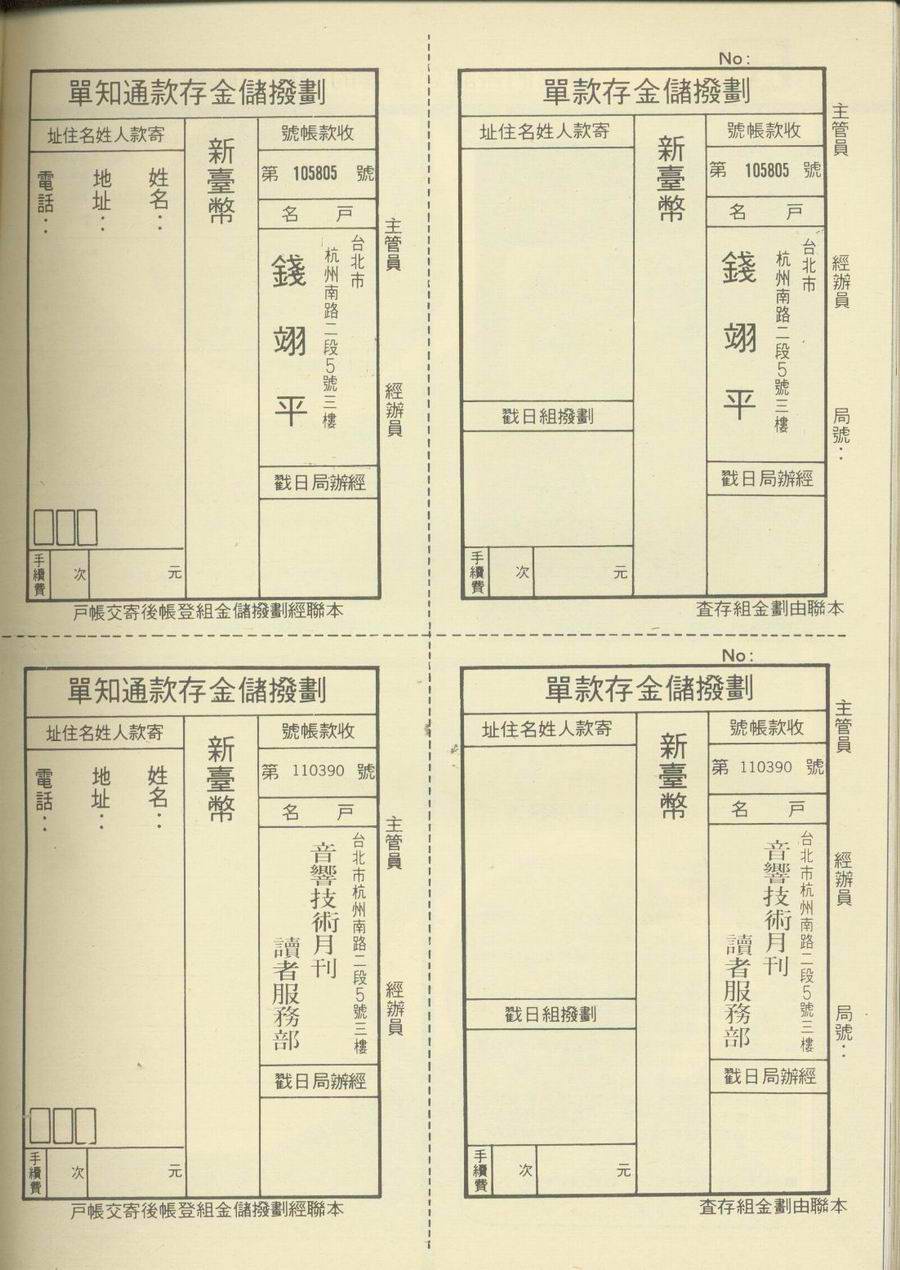 No:
劃撥儲金存款單
收款帳號
第 105805 號
戶名
台北市
杭州南路二段5號三樓
錢翊平
經辦局日戳
新臺幣
寄款人姓名住址
劃撥組日戳
手續費
次
元
主管員
經辦員
局號：
本聯由劃金組存査
劃撥儲金存款通知單
收款帳號
第 105805 號
戶名
台北市
杭州南路二段5號三樓
錢翊平
經辦局日戳
新臺幣
寄款人姓名住址
姓名：
地址：
電話：
手續費
次
元
主管員
經辦員
本聯經劃撥儲金組登帳後寄交帳戶
No:
劃撥儲金存款單
收款帳號
第 110390 號
戶名
台北市杭州南路二段5號三樓
音響技術月刊
讀者服務部
經辦局日戳
新臺幣
寄款人姓名住址
劃撥組日戳
手續費
次
元
主管員
經辦員
局號：
本聯由劃金組存査
劃撥儲金存款通知單
收款帳號
第 110390 號
戶名
台北市杭州南路二段5號三樓
音響技術月刊
讀者服務部
經辦局日戳
新臺幣
寄款人姓名住址
姓名：
地址：
電話：
手續費
次
元
主管員
經辦員
本聯經劃撥儲金組登帳後寄交帳戶